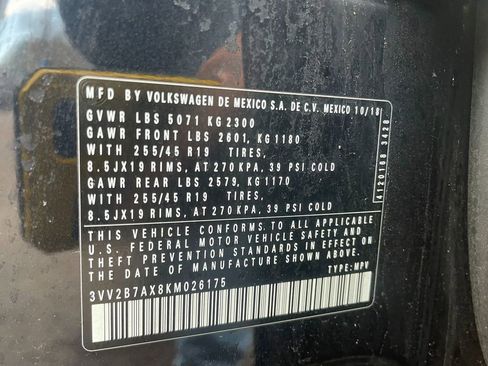 MFD BY VOLKSWAGEN DE MEXICO S.A. DE C.V. MEXICO 10/18
GVWR LBS 5071 KG 2300
GAWR FRONT LBS 2601, KG 1180
WITH 255/45 R19 TIRES,
8.5JX19 RIMS, AT 270 KPA, 39 PSI COLD
GAWR REAR LBS 2579, KG 1170
WITH 255/45 R19 TIRES,
8.5JX19 RIMS, AT 270 KPA, 39 PSI COLD
THIS VEHICLE CONFORMS TO ALL APPLICABLE
U.S. FEDERAL MOTOR VEHICLE SAFETY AND
THEFT PREVENTION STANDARDS IN EFFECT ON
THE DATE OF MANUFACTURE SHOWN ABOVE.
3VV2B7AX8KM026175 TYPE: MPV
4120168 3428